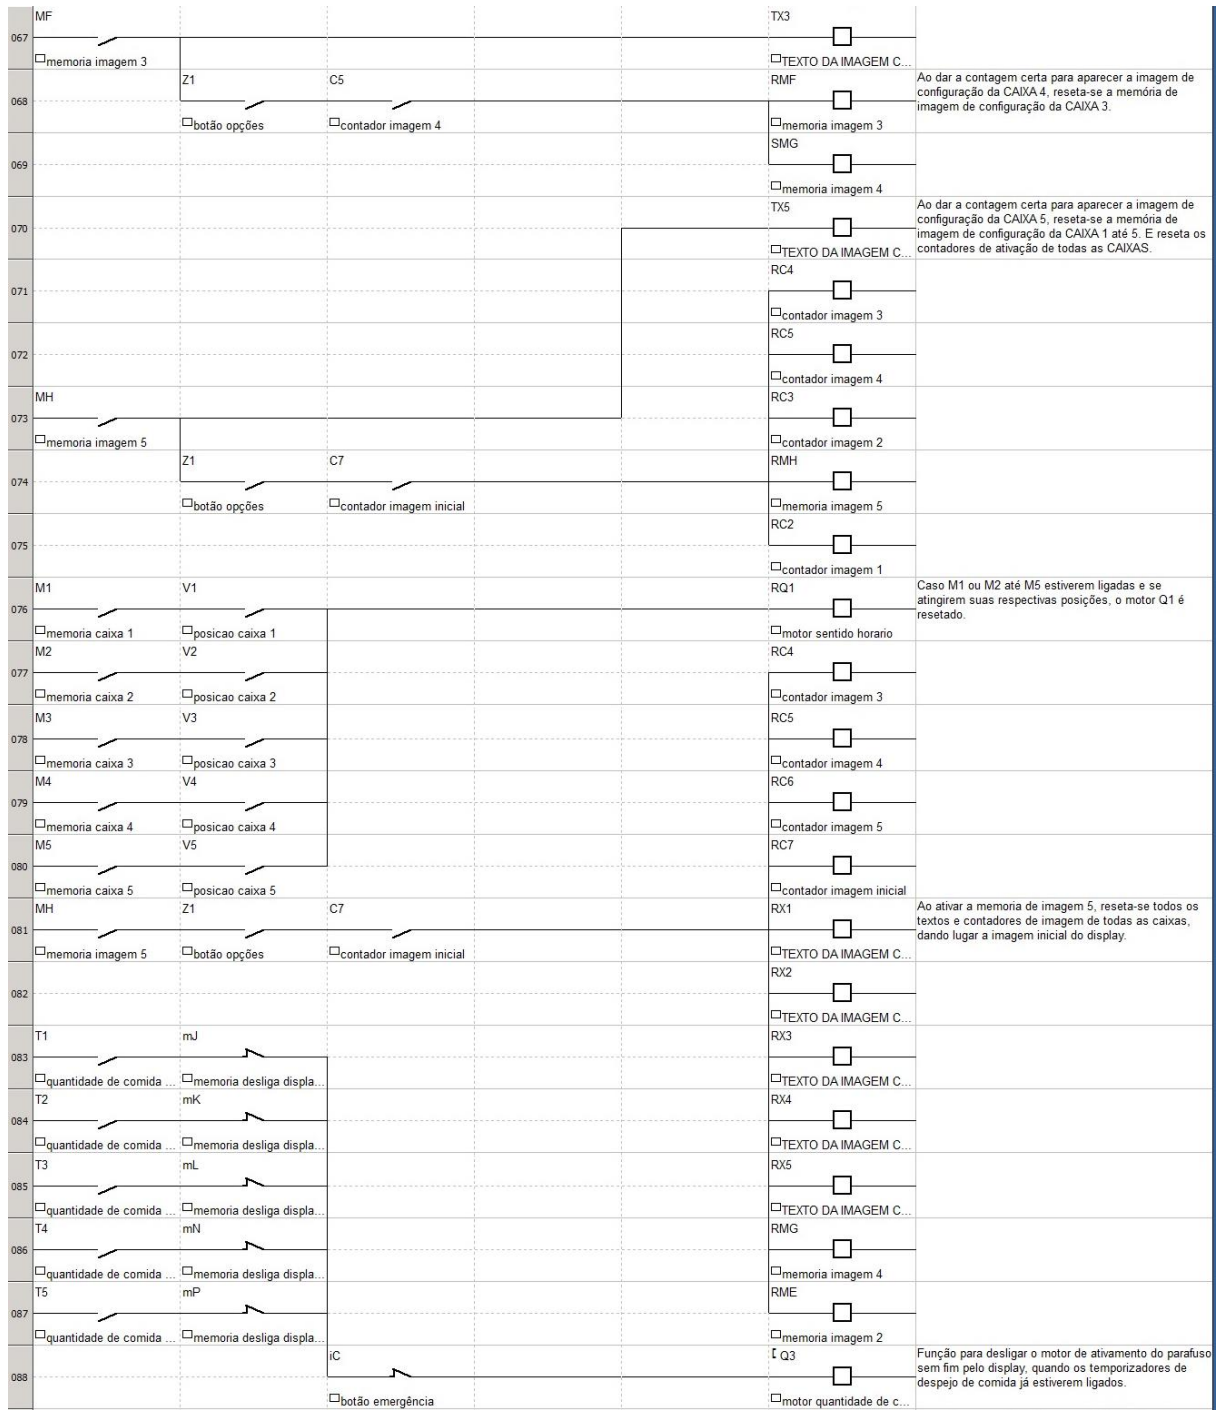 MF TX3
067
memoria imagem 3 TEXTO DA IMAGEM C...
Z1 C5 RMF
068
botão opções contador imagem 4 memoria imagem 3
Ao dar a contagem certa para aparecer a imagem de
configuração da CAIXA 4, reseta-se a memória de
imagem de configuração da CAIXA 3.
SMG
069
memoria imagem 4
TX5
070
TEXTO DA IMAGEM C...
Ao dar a contagem certa para aparecer a imagem de
configuração da CAIXA 5, reseta-se a memória de
imagem de configuração da CAIXA 1 até 5. E reseta os
contadores de ativação de todas as CAIXAS.
RC4
071
contador imagem 3
RC5
072
contador imagem 4
MH RC3
073
memoria imagem 5 contador imagem 2
Z1 C7 RMH
074
botão opções contador imagem inicial memoria imagem 5
RC2
075
contador imagem 1
M1 V1 RQ1
076
memoria caixa 1 posicao caixa 1 motor sentido horario
Caso M1 ou M2 até M5 estiverem ligadas e se
atingirem suas respectivas posições, o motor Q1 é
resetado.
M2 V2 RC4
077
memoria caixa 2 posicao caixa 2 contador imagem 3
M3 V3 RC5
078
memoria caixa 3 posicao caixa 3 contador imagem 4
M4 V4 RC6
079
memoria caixa 4 posicao caixa 4 contador imagem 5
M5 V5 RC7
080
memoria caixa 5 posicao caixa 5 contador imagem inicial
MH Z1 C7 RX1
081
memoria imagem 5 botão opções contador imagem inicial TEXTO DA IMAGEM C...
Ao ativar a memoria de imagem 5, reseta-se todos os
textos e contadores de imagem de todas as caixas,
dando lugar a imagem inicial do display.
RX2
082
TEXTO DA IMAGEM C...
T1 mJ RX3
083
quantidade de comida ... memoria desliga displa... TEXTO DA IMAGEM C...
T2 mK RX4
084
quantidade de comida ... memoria desliga displa... TEXTO DA IMAGEM C...
T3 mL RX5
085
quantidade de comida ... memoria desliga displa... TEXTO DA IMAGEM C...
T4 mN RMG
086
quantidade de comida ... memoria desliga displa... memoria imagem 4
T5 mP RME
087
quantidade de comida ... memoria desliga displa... memoria imagem 2
iC [ Q3
088
botão emergência motor quantidade de c...
Função para desligar o motor de ativamento do parafuso
sem fim pelo display, quando os temporizadores de
despejo de comida já estiverem ligados.